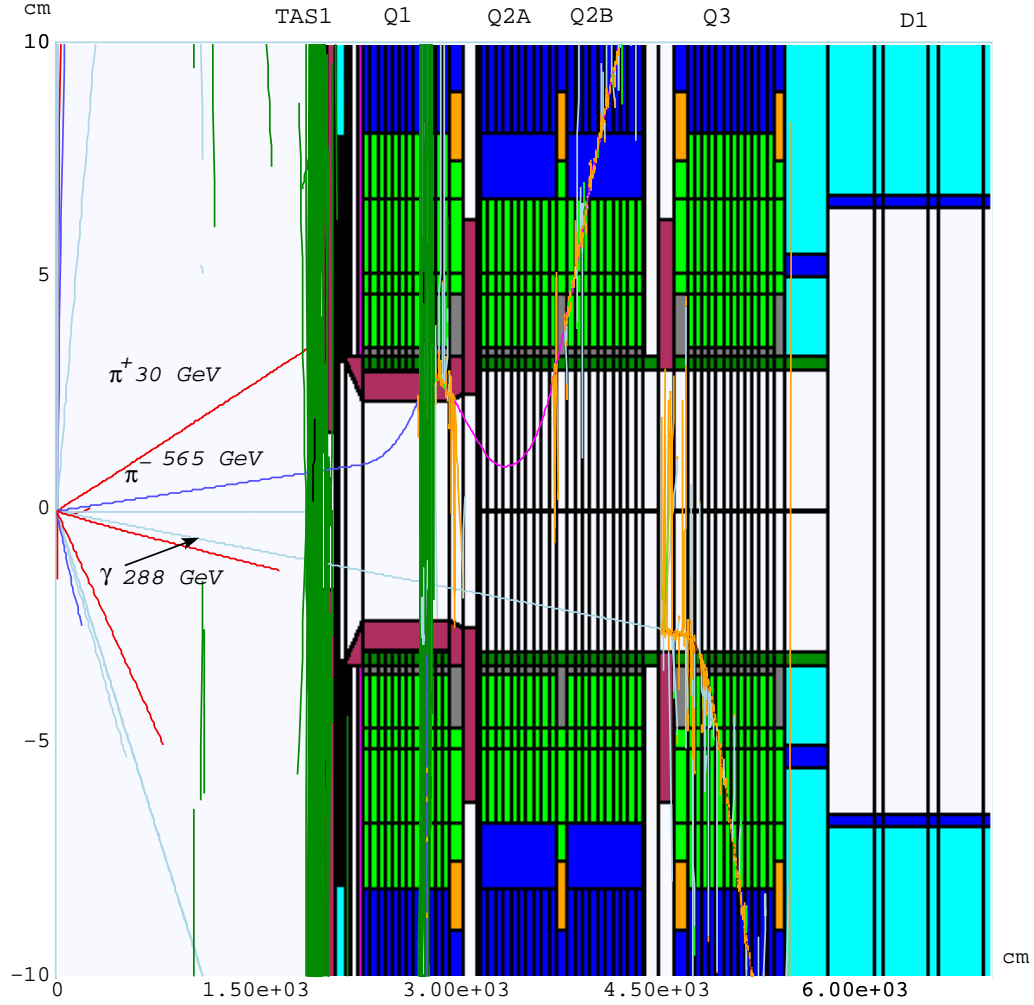 cm
TAS1 Q1 Q2A Q2B Q3 D1
10
5
π+ 30 GeV
π− 565 GeV
0
γ 288 GeV
−5
−10
cm
0 1.50e+03 3.00e+03 4.50e+03 6.00e+03